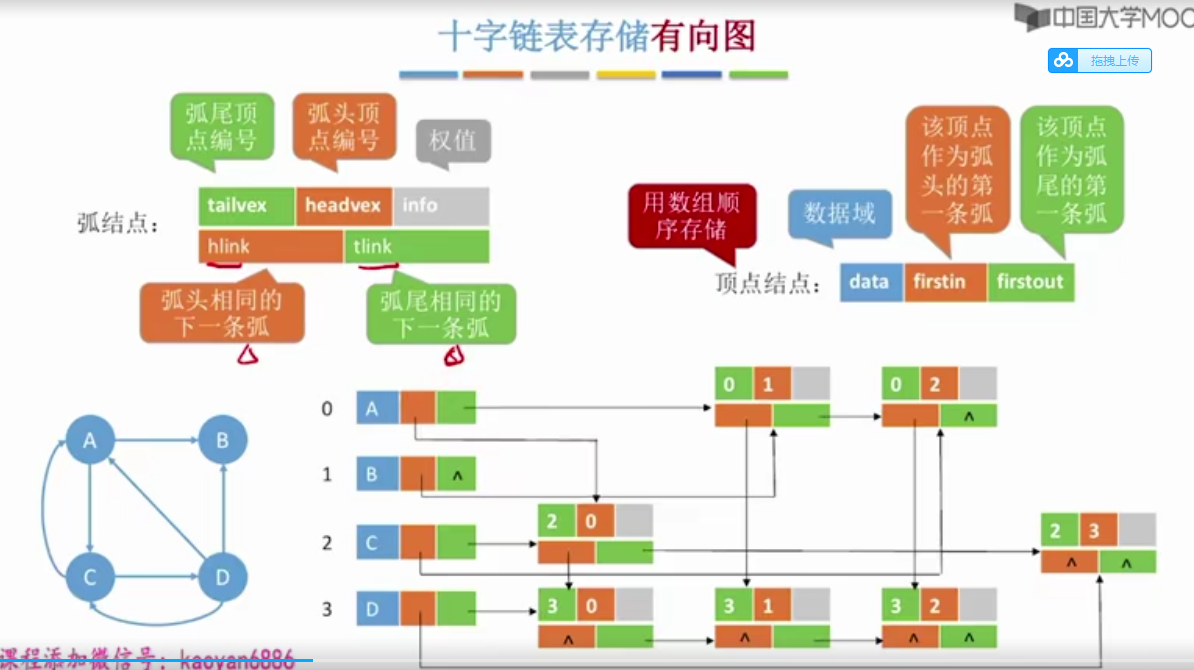 十字链表存储有向图
中国大学MOO
拖拽上传
弧尾顶
点编号
弧头顶
点编号
权值
该顶点
作为弧
头的第
一条弧
该顶点
作为弧
尾的第
一条弧
用数组顺
序存储
数据域
弧结点：
tailvex headvex info
hlink tlink
顶点结点：
data firstin firstout
弧头相同的
下一条弧
弧尾相同的
下一条弧
A B
C D
0 A
0 1
0 2
^
1 B ^
2 C
2 0
2 3
^ ^
3 D
3 0
^
3 1
^
3 2
^ ^
课程添加微信号：kaoyan6886